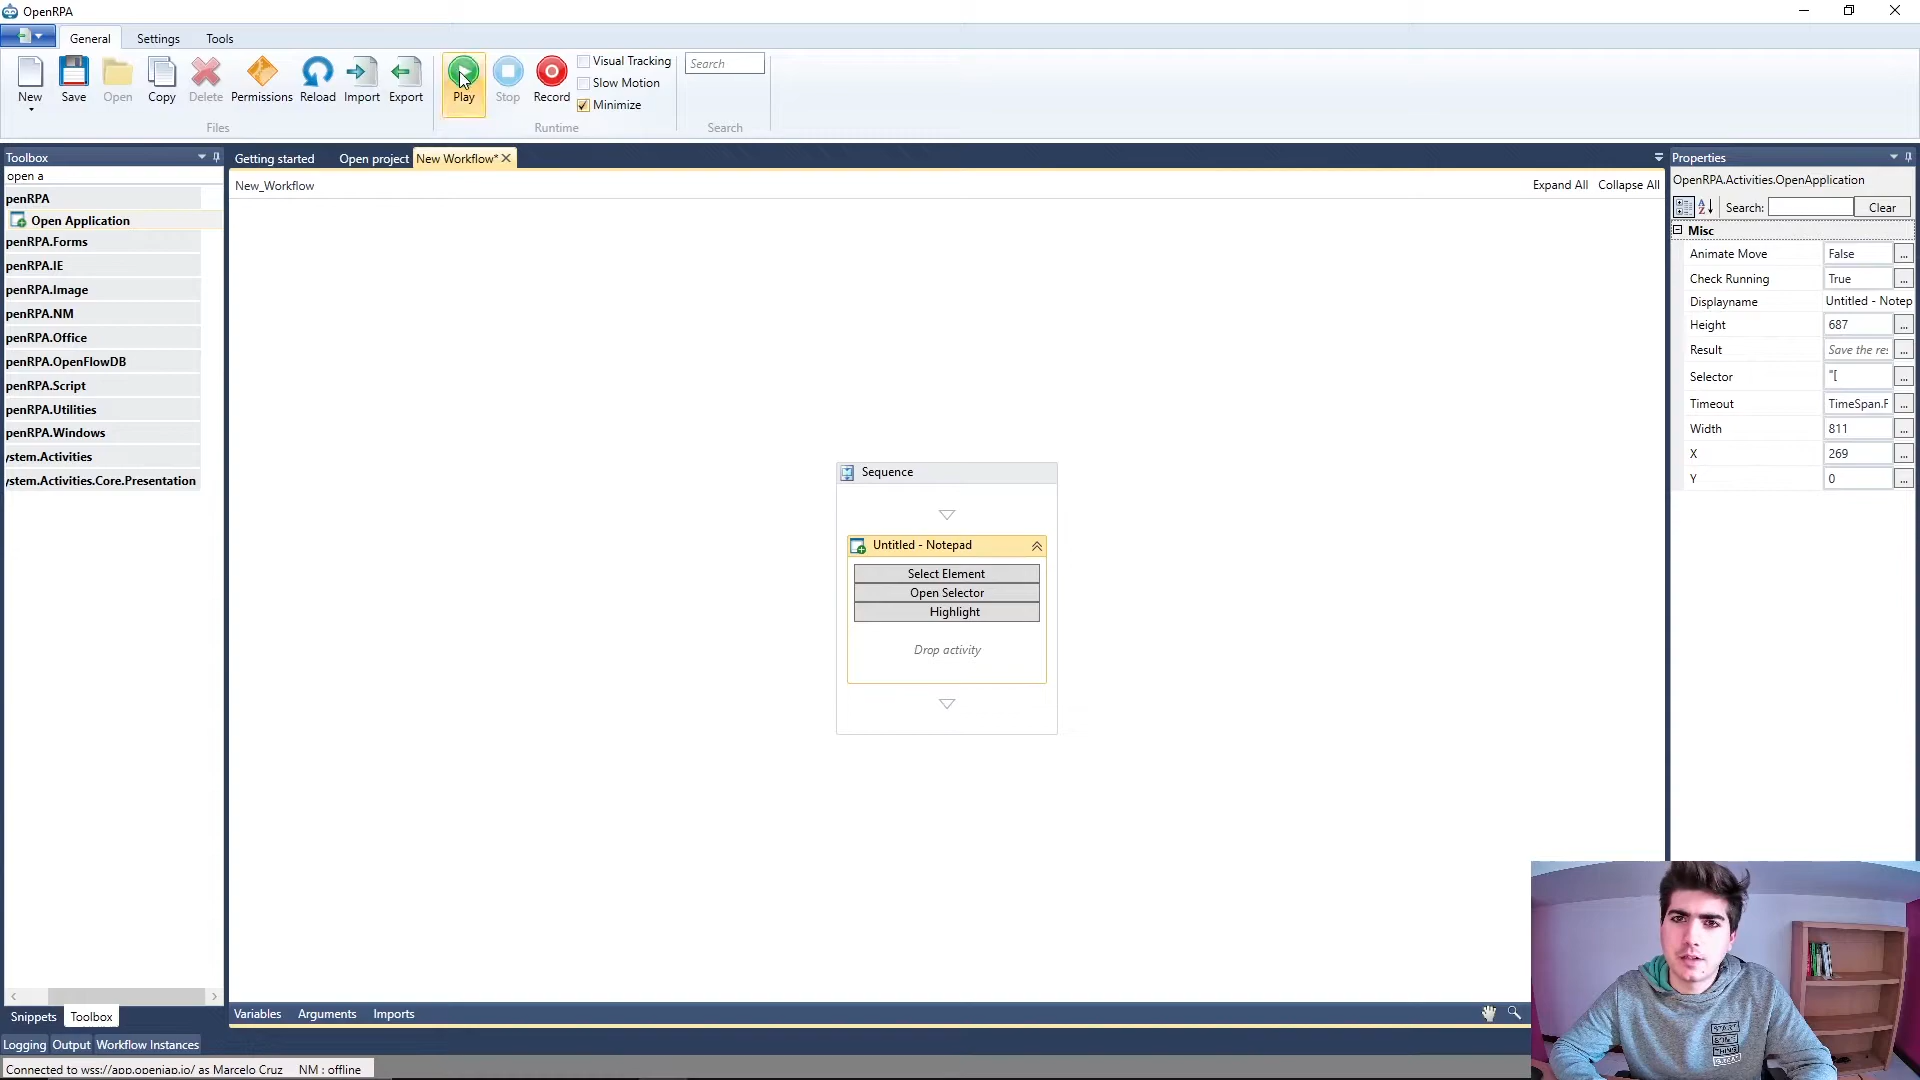 OpenRPA
General
Settings
Tools
New
Save
Open
Copy
Delete
Permissions
Reload
Import
Export
Play
Stop
Record
Visual Tracking
Slow Motion
Minimize
Search
Files
Runtime
Search
Toolbox
Getting started
Open project
New Workflow*
Properties
open a
New_Workflow
Expand All
Collapse All
OpenRPA.Activities.OpenApplication
Search:
Clear
penRPA
Open Application
penRPA.Forms
penRPA.IE
penRPA.Image
penRPA.NM
penRPA.Office
penRPA.OpenFlowDB
penRPA.Script
penRPA.Utilities
penRPA.Windows
ystem.Activities
ystem.Activities.Core.Presentation
Misc
Animate Move False ...
Check Running True ...
Displayname Untitled - Notep
Height 687 ...
Result Save the re: ...
Selector "[ ...
Timeout TimeSpan.F ...
Width 811 ...
X 269 ...
Y 0 ...
Sequence
Untitled - Notepad
Select Element
Open Selector
Highlight
Drop activity
Variables
Arguments
Imports
Snippets
Toolbox
Logging
Output
Workflow Instances
Connected to wss://app.openiap.io/ as Marcelo Cruz
NM : offline
START
SOME
THING